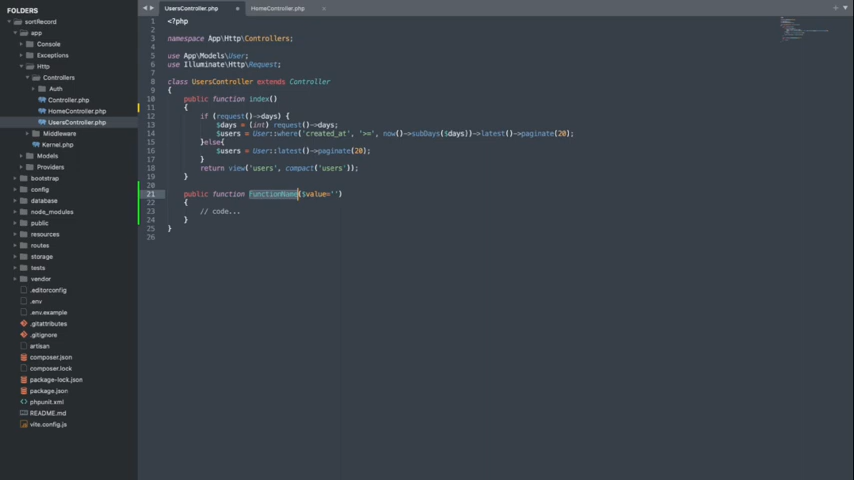 FOLDERS
sortRecord
app
Console
Exceptions
Http
Controllers
Auth
Controller.php
HomeController.php
UsersController.php
Middleware
Kernel.php
Models
Providers
bootstrap
config
database
node_modules
public
resources
routes
storage
tests
vendor
.editorconfig
.env
.env.example
.gitattributes
.gitignore
artisan
composer.json
composer.lock
package-lock.json
package.json
phpunit.xml
README.md
vite.config.js
UsersController.php
HomeController.php
1 <?php
2
3 namespace App\Http\Controllers;
4
5 use App\Models\User;
6 use Illuminate\Http\Request;
7
8 class UsersController extends Controller
9 {
10 public function index()
11 {
12 if (request()->days) {
13 $days = (int) request()->days;
14 $users = User::where('created_at', '>=', now()->subDays($days))->latest()->paginate(20);
15 }else{
16 $users = User::latest()->paginate(20);
17 }
18 return view('users', compact('users'));
19 }
20
21 public function FunctionName($value='')
22 {
23 // code...
24 }
25 }
26